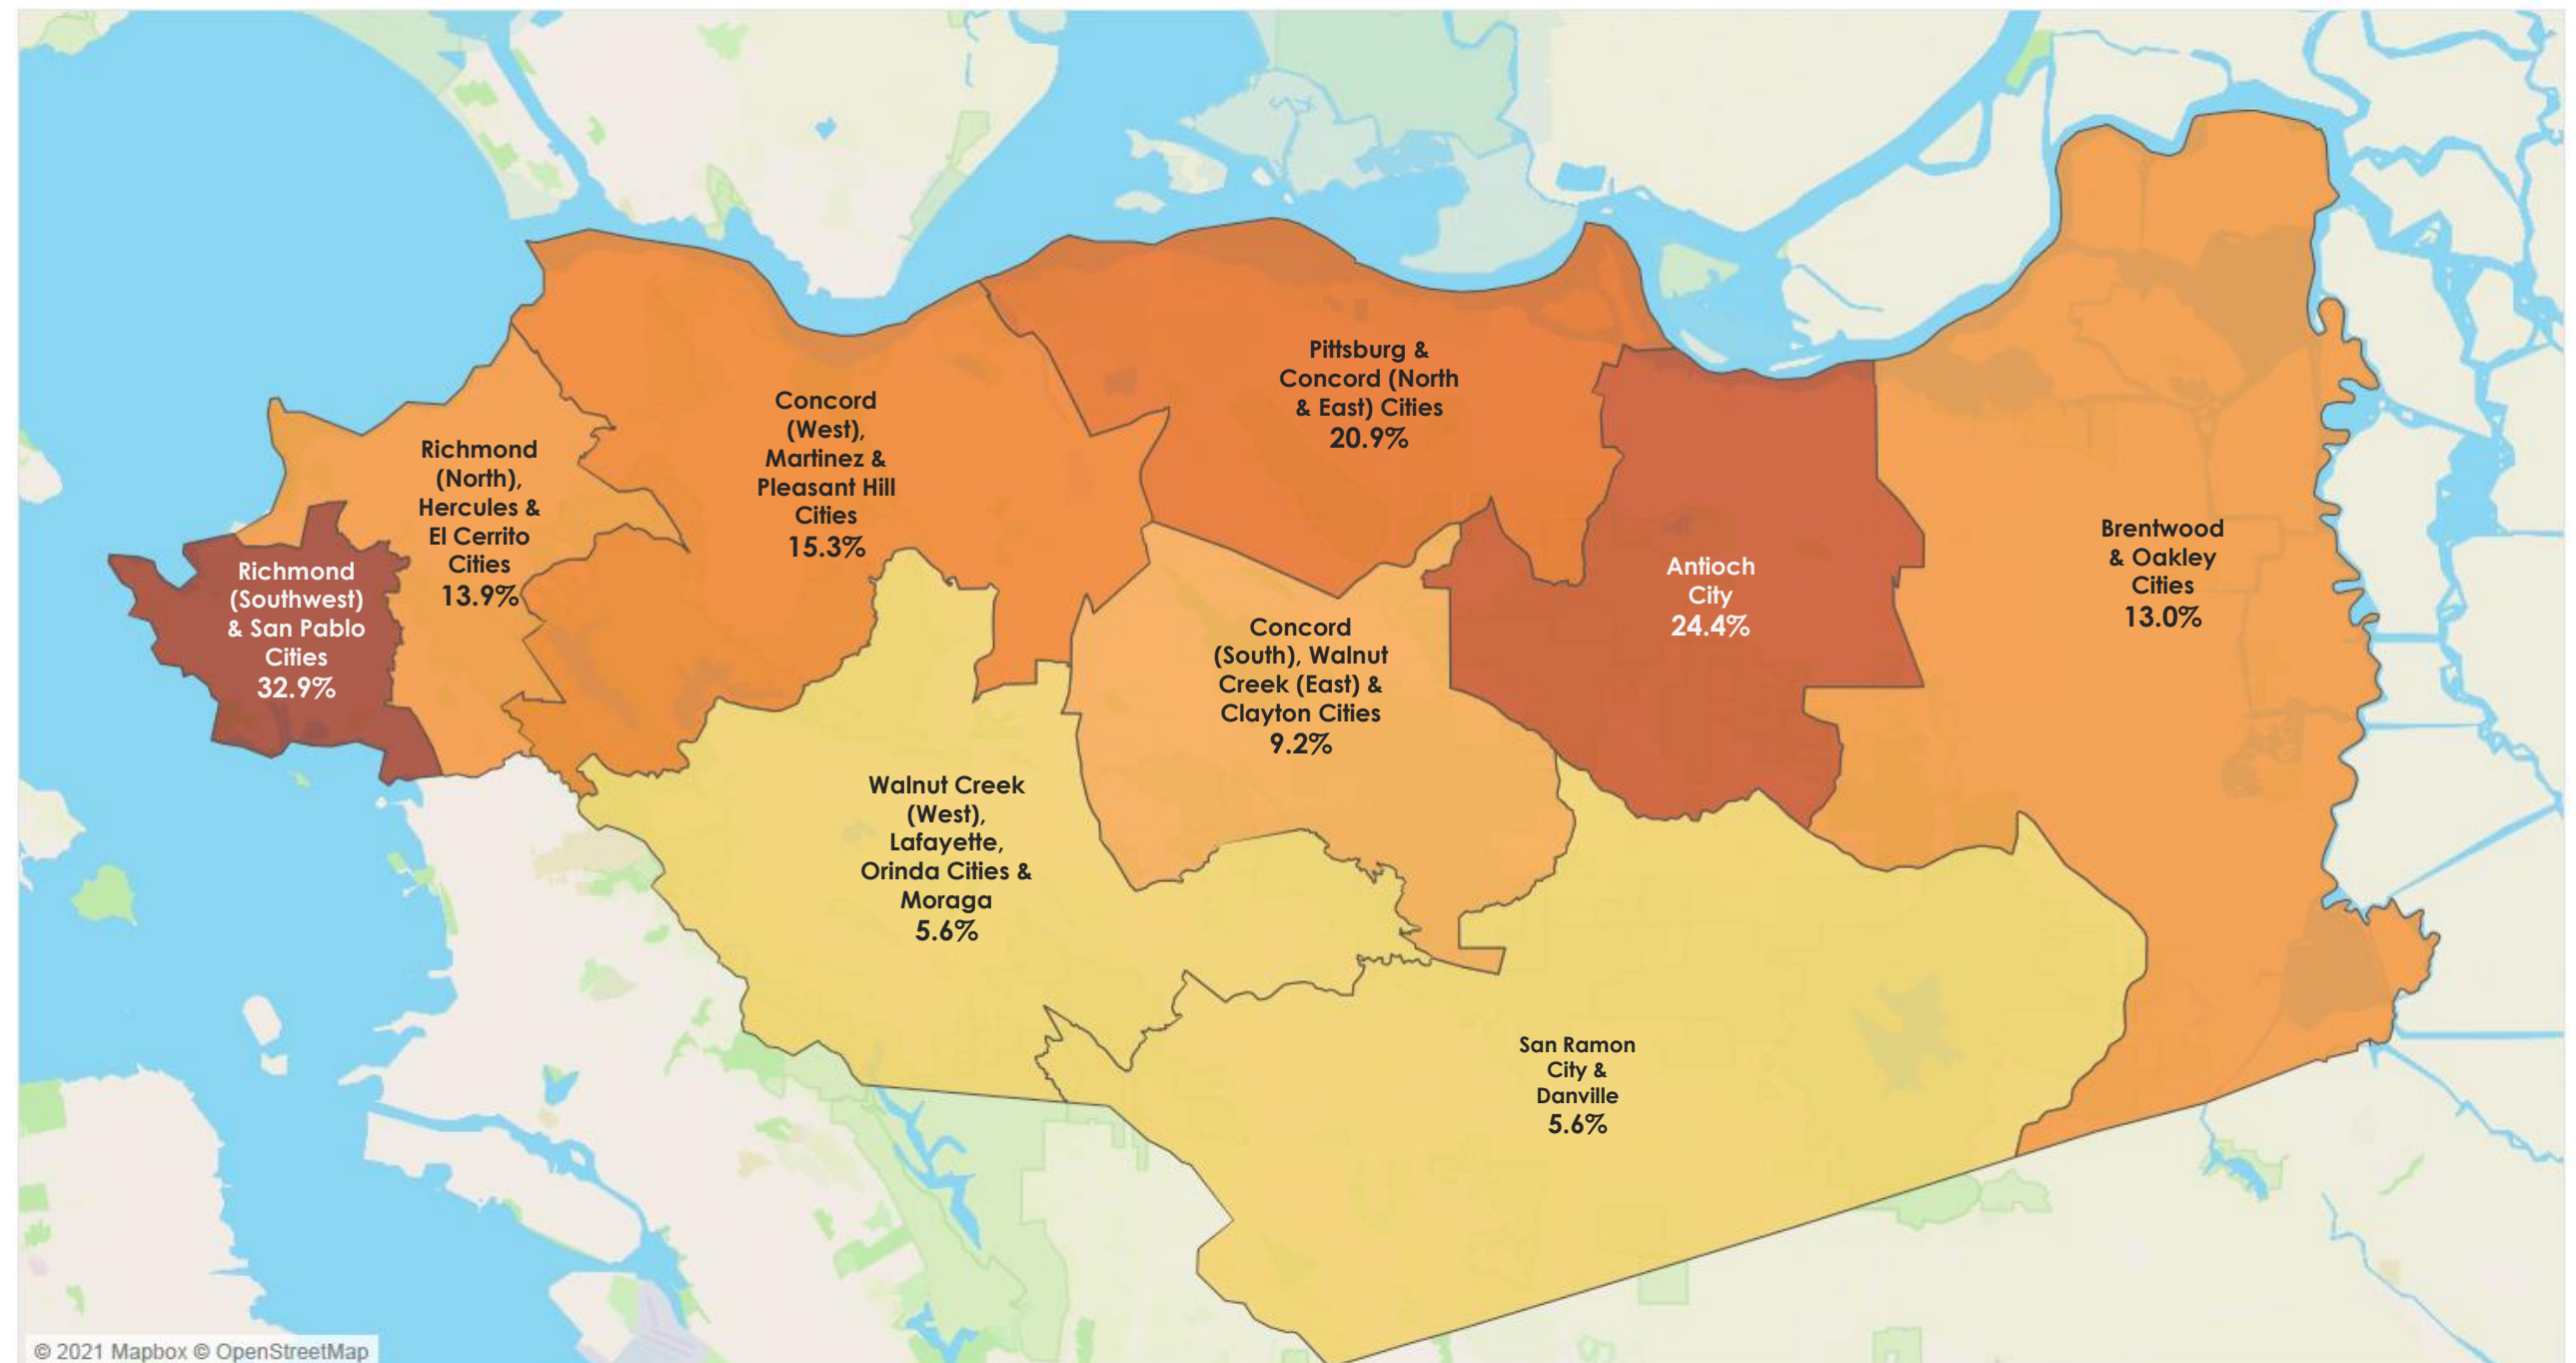 Pittsburg &
Concord (North
& East) Cities
20.9%
Concord
(West),
Martinez &
Pleasant Hill
Cities
15.3%
Richmond
(North),
Hercules &
El Cerrito
Cities
13.9%
Richmond
(Southwest)
& San Pablo
Cities
32.9%
Antioch
City
24.4%
Brentwood
& Oakley
Cities
13.0%
Concord
(South), Walnut
Creek (East) &
Clayton Cities
9.2%
Walnut Creek
(West),
Lafayette,
Orinda Cities &
Moraga
5.6%
San Ramon
City &
Danville
5.6%
© 2021 Mapbox © OpenStreetMap